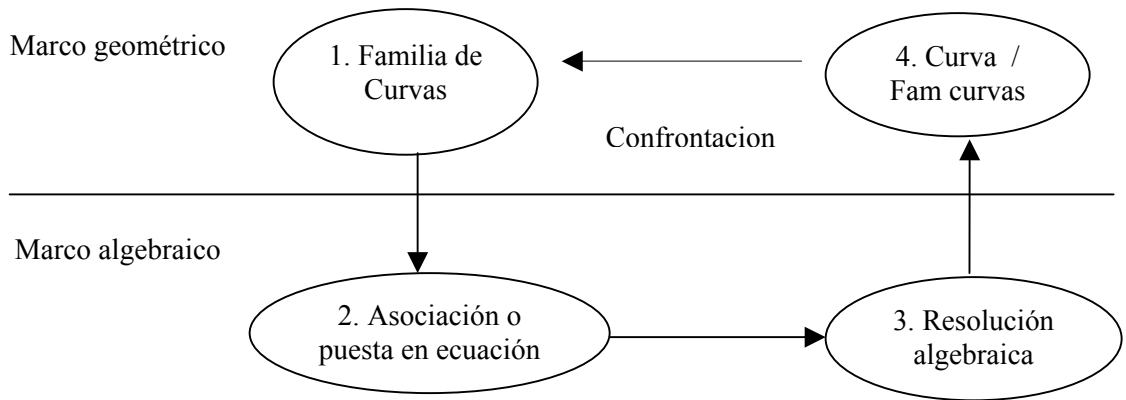 Marco geométrico
1. Familia de
Curvas
4. Curva /
Fam curvas
Confrontacion
Marco algebraico
2. Asociación o
puesta en ecuación
3. Resolución
algebraica